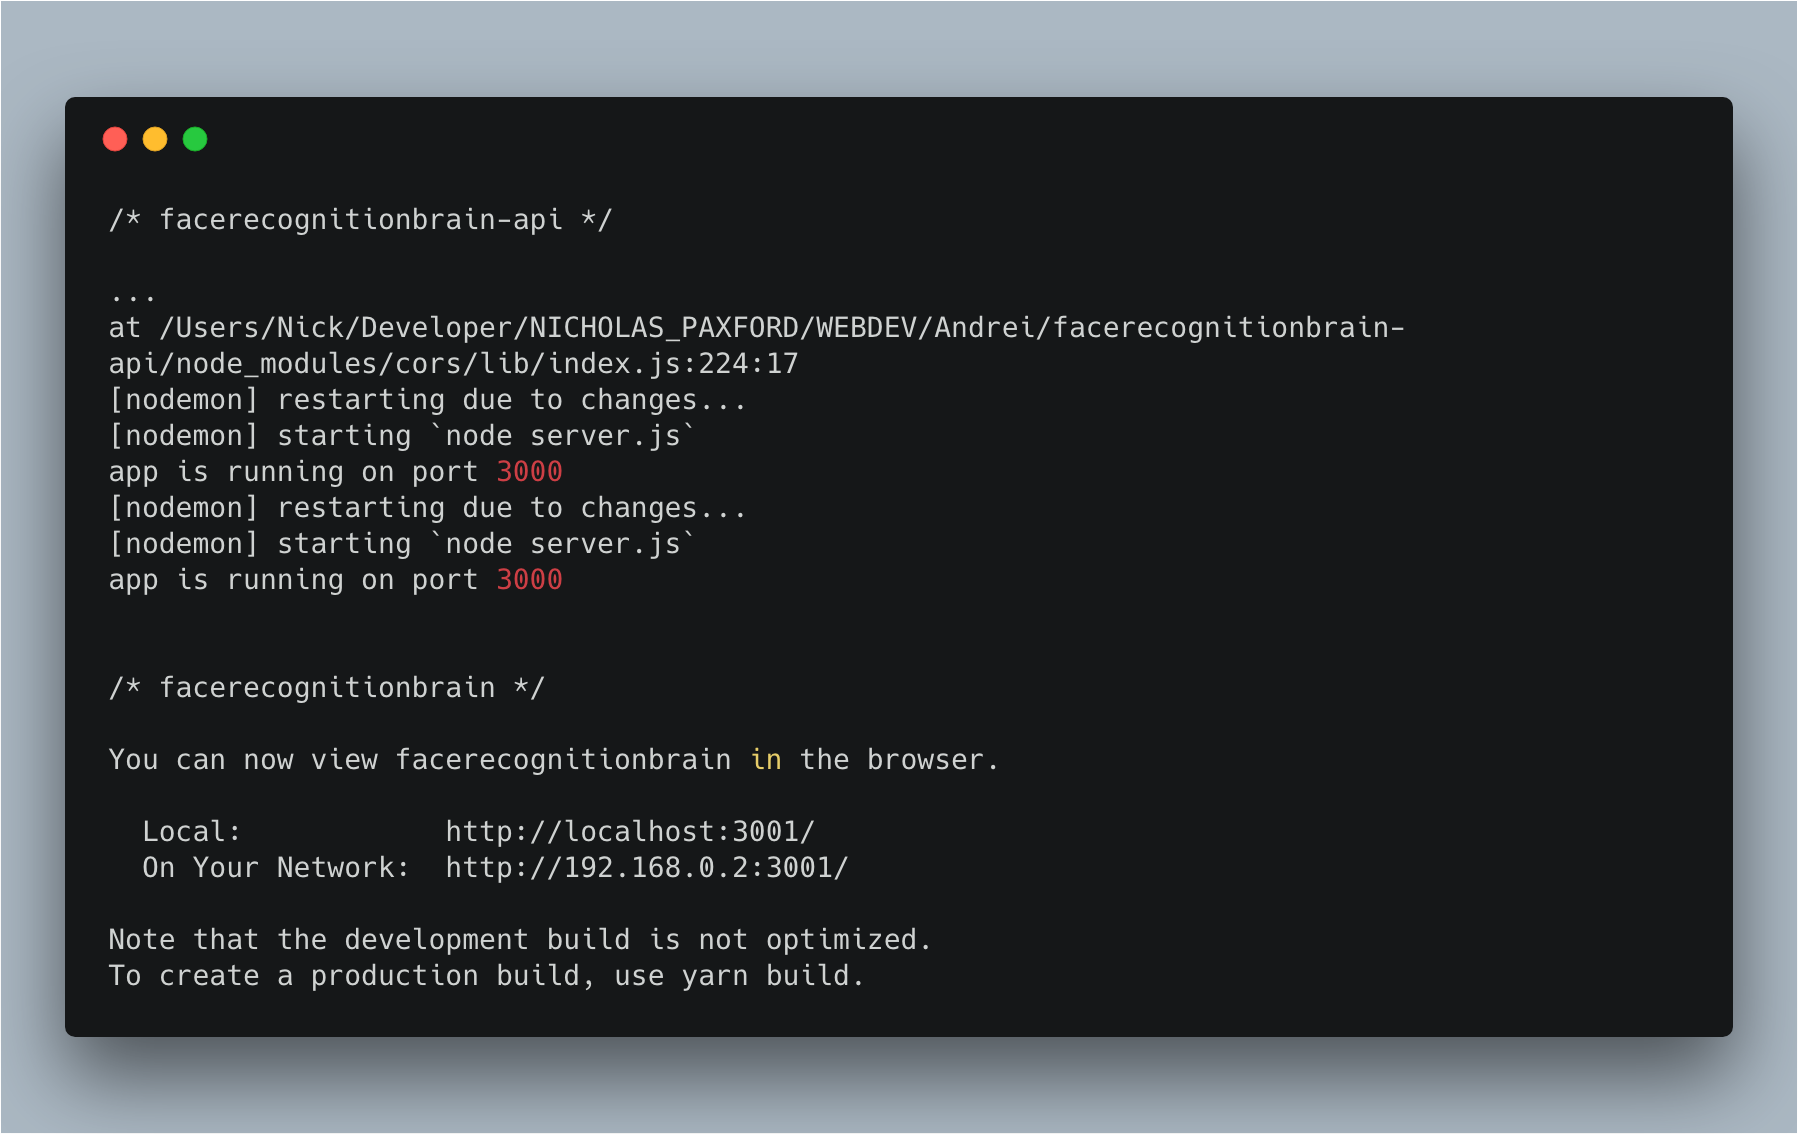 /* facerecognitionbrain-api */
...
at /Users/Nick/Developer/NICHOLAS_PAXFORD/WEBDEV/Andrei/facerecognitionbrain-
api/node_modules/cors/lib/index.js:224:17
[nodemon] restarting due to changes...
[nodemon] starting `node server.js`
app is running on port 3000
[nodemon] restarting due to changes...
[nodemon] starting `node server.js`
app is running on port 3000
/* facerecognitionbrain */
You can now view facerecognitionbrain in the browser.
Local:            http://localhost:3001/
On Your Network:  http://192.168.0.2:3001/
Note that the development build is not optimized.
To create a production build, use yarn build.